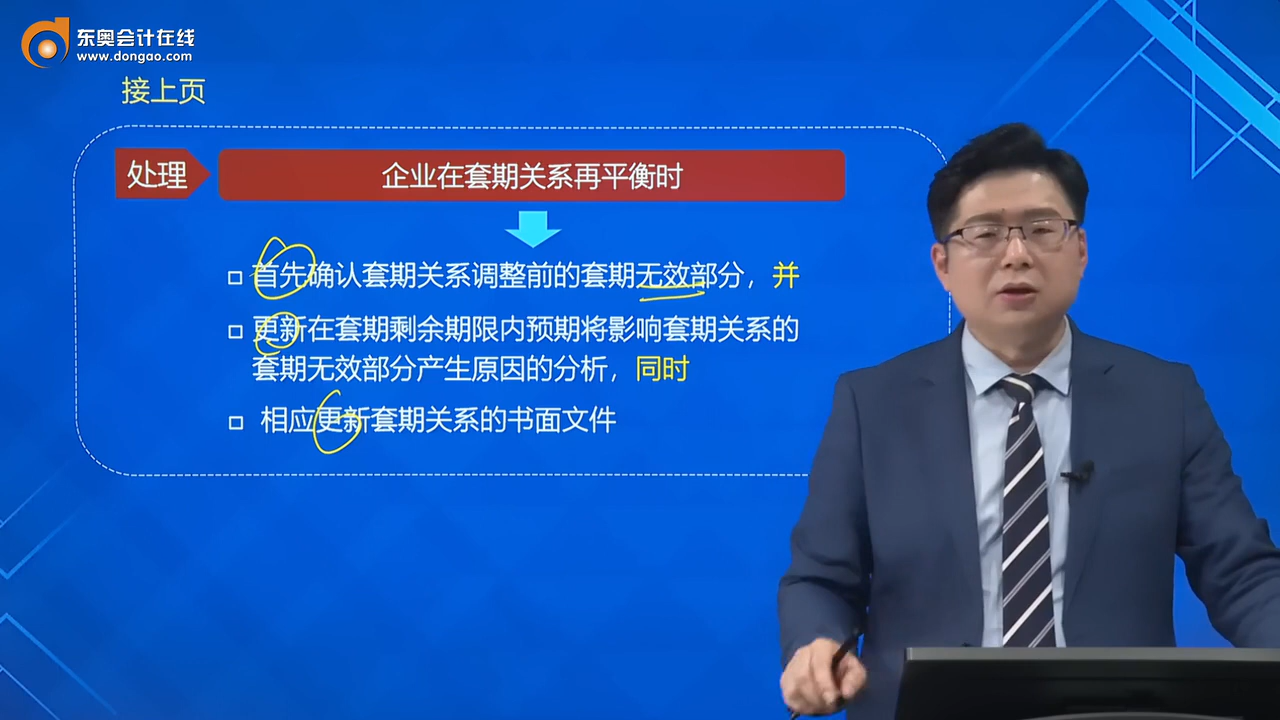 东奥会计在线
www.dongao.com
接上页
处理
企业在套期关系再平衡时
首先确认套期关系调整前的套期无效部分，并
更新在套期剩余期限内预期将影响套期关系的
套期无效部分产生原因的分析，同时
相应更新套期关系的书面文件